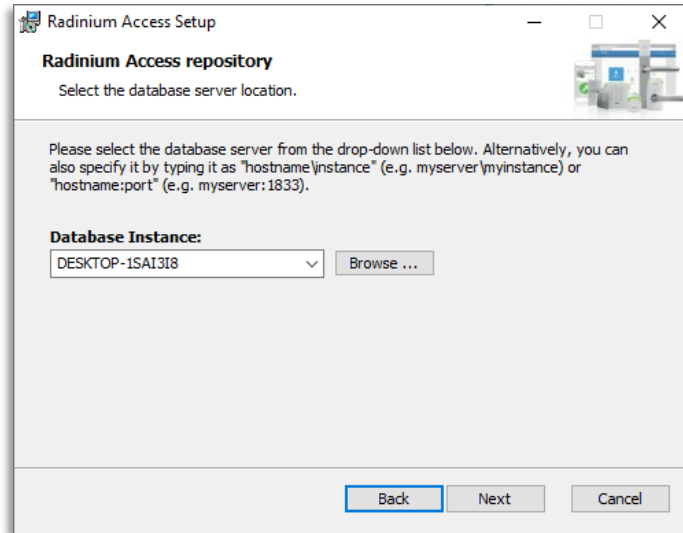 Radinium Access Setup
Radinium Access repository
Select the database server location.
Please select the database server from the drop-down list below. Alternatively, you can
also specify it by typing it as "hostname\instance" (e.g. myserver\myinstance) or
"hostname:port" (e.g. myserver:1833).
Database Instance:
DESKTOP-1SAI3I8
Browse ...
Back
Next
Cancel